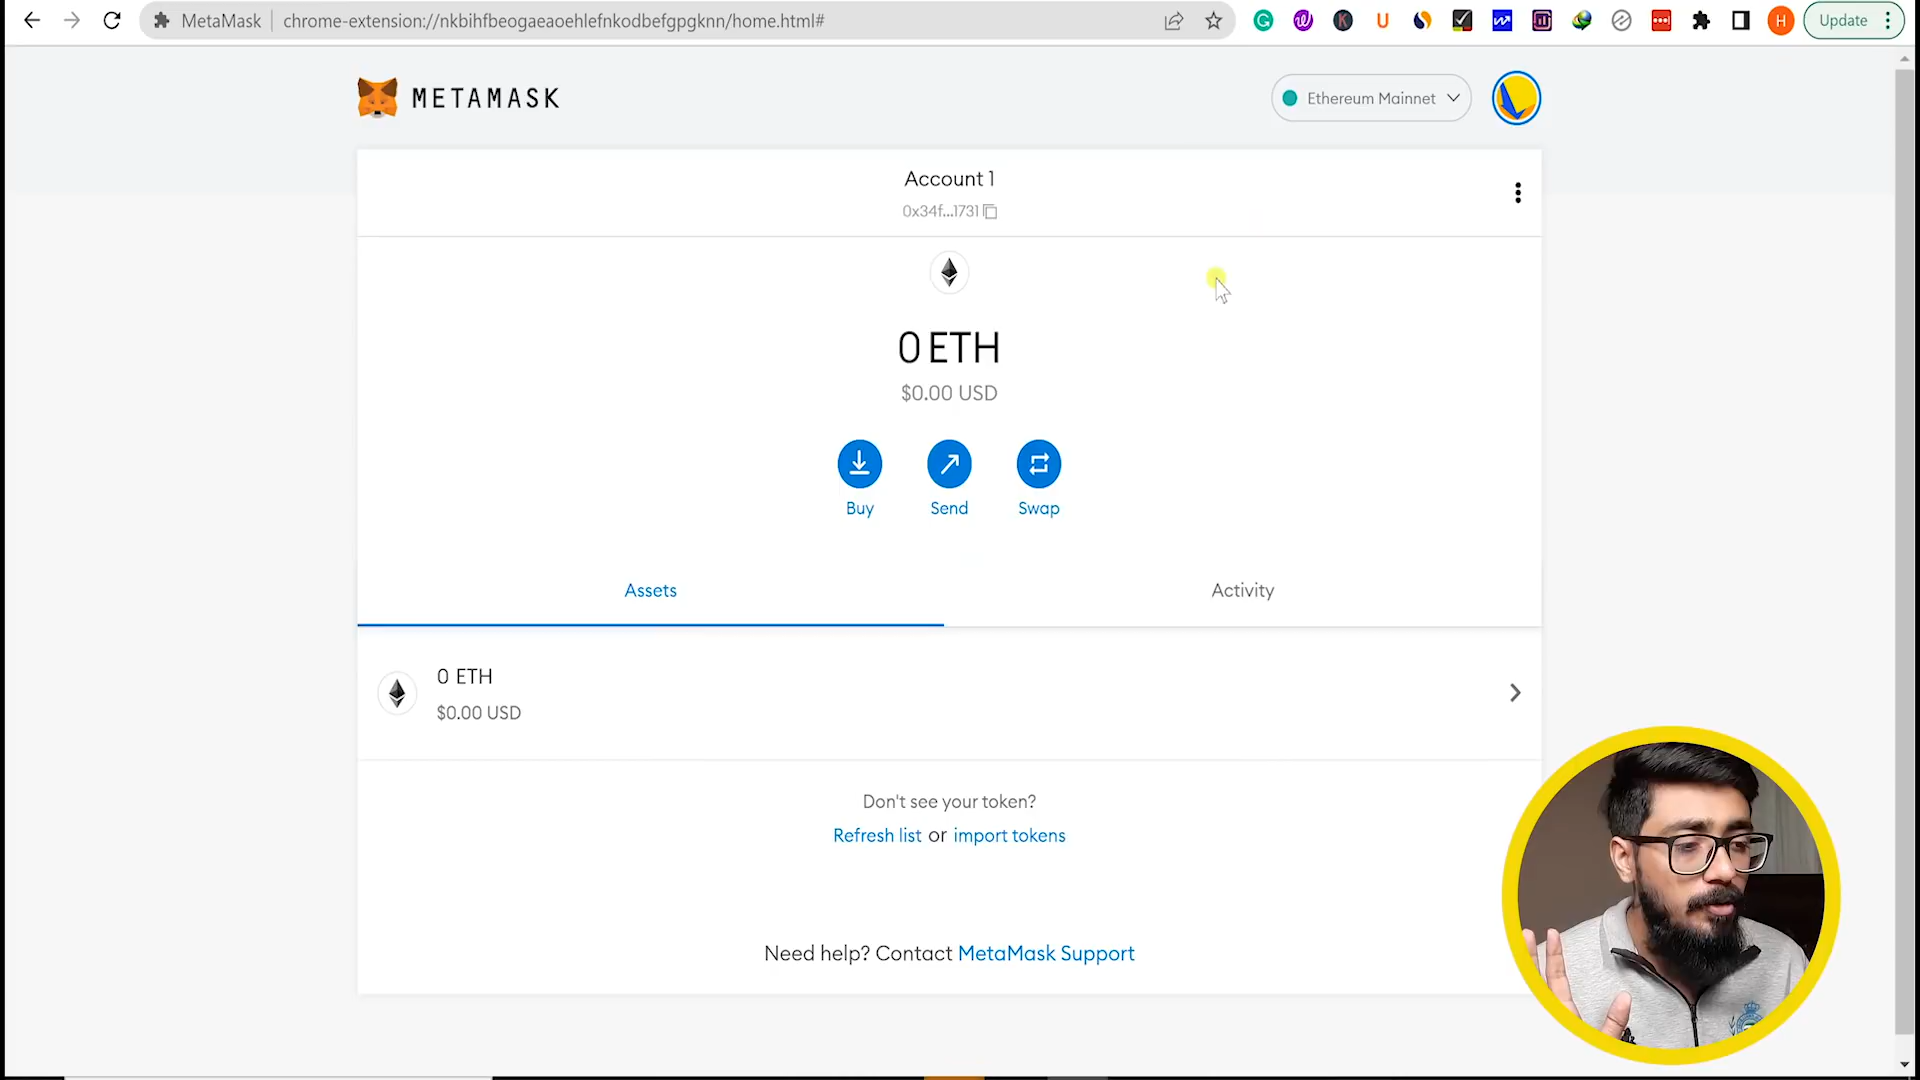 MetaMask
chrome-extension://nkbihfbeogaeaoehlefnkodbefgpgknn/home.html#
Update
METAMASK
Ethereum Mainnet
Account 1
0x34f...1731
0 ETH
$0.00 USD
Buy
Send
Swap
Assets
Activity
0 ETH
$0.00 USD
Don't see your token?
Refresh list or import tokens
Need help? Contact MetaMask Support